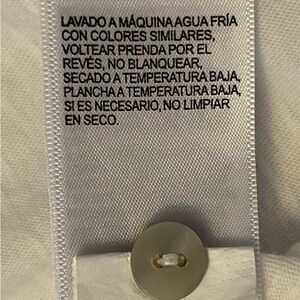 LAVADO A MÁQUINA AGUA FRÍA
CON COLORES SIMILARES,
VOLTEAR PRENDA POR EL
REVÉS, NO BLANQUEAR,
SECADO A TEMPERATURA BAJA,
PLANCHA A TEMPERATURA BAJA,
SI ES NECESARIO, NO LIMPIAR
EN SECO.